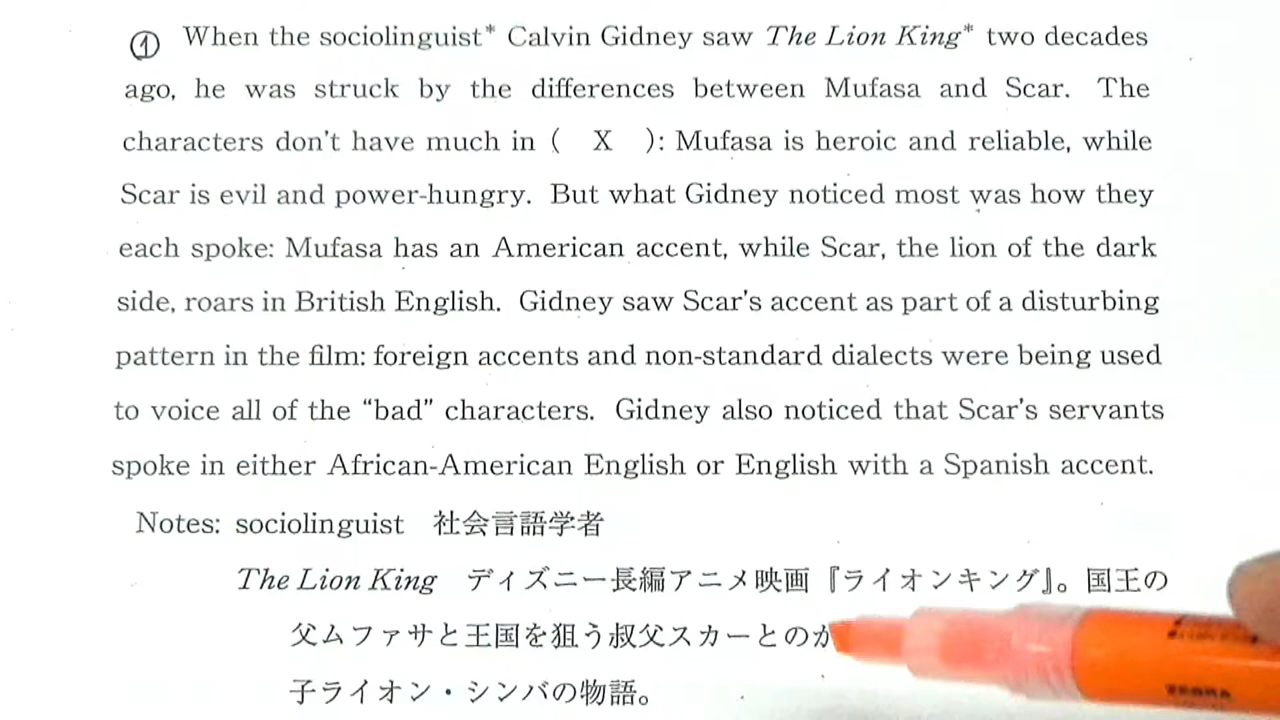 ① When the sociolinguist* Calvin Gidney saw The Lion King* two decades
ago, he was struck by the differences between Mufasa and Scar. The
characters don't have much in ( X ): Mufasa is heroic and reliable, while
Scar is evil and power-hungry. But what Gidney noticed most was how they
each spoke: Mufasa has an American accent, while Scar, the lion of the dark
side, roars in British English. Gidney saw Scar's accent as part of a disturbing
pattern in the film: foreign accents and non-standard dialects were being used
to voice all of the “bad” characters. Gidney also noticed that Scar's servants
spoke in either African-American English or English with a Spanish accent.
Notes: sociolinguist 社会言語学者
The Lion King ディズニー長編アニメ映画『ライオンキング』。国王の
父ムファサと王国を狙う叔父スカーとの
子ライオン・シンバの物語。
ZEBRA